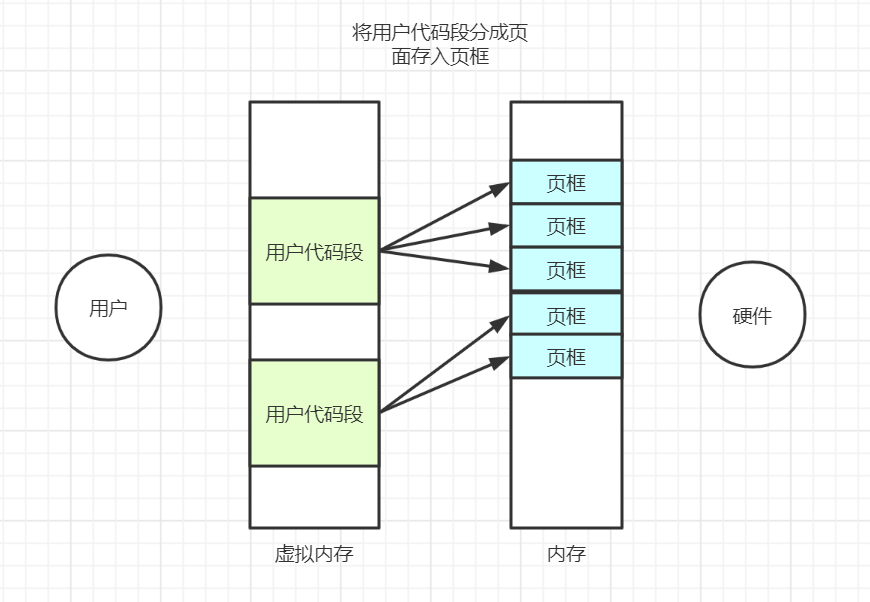 将用户代码段分成页
面存入页框
页框
用户代码段
页框
页框
用户
硬件
页框
页框
用户代码段
虚拟内存
内存